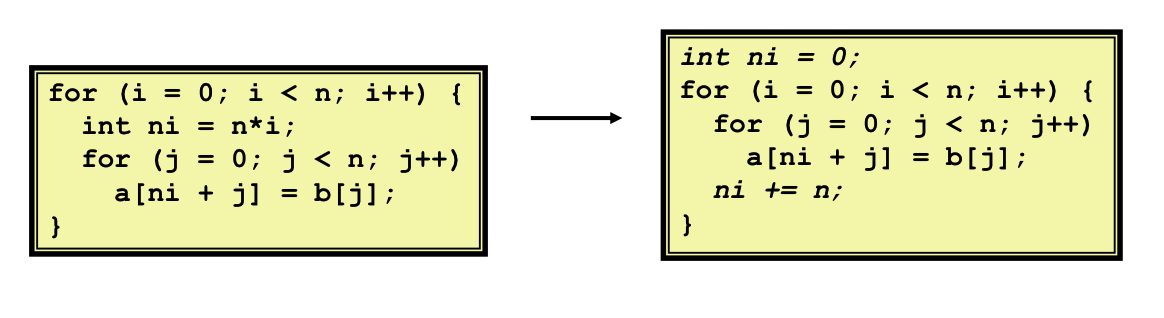 for (i = 0; i < n; i++) {
  int ni = n*i;
  for (j = 0; j < n; j++)
    a[ni + j] = b[j];
}
int ni = 0;
for (i = 0; i < n; i++) {
  for (j = 0; j < n; j++)
    a[ni + j] = b[j];
  ni += n;
}